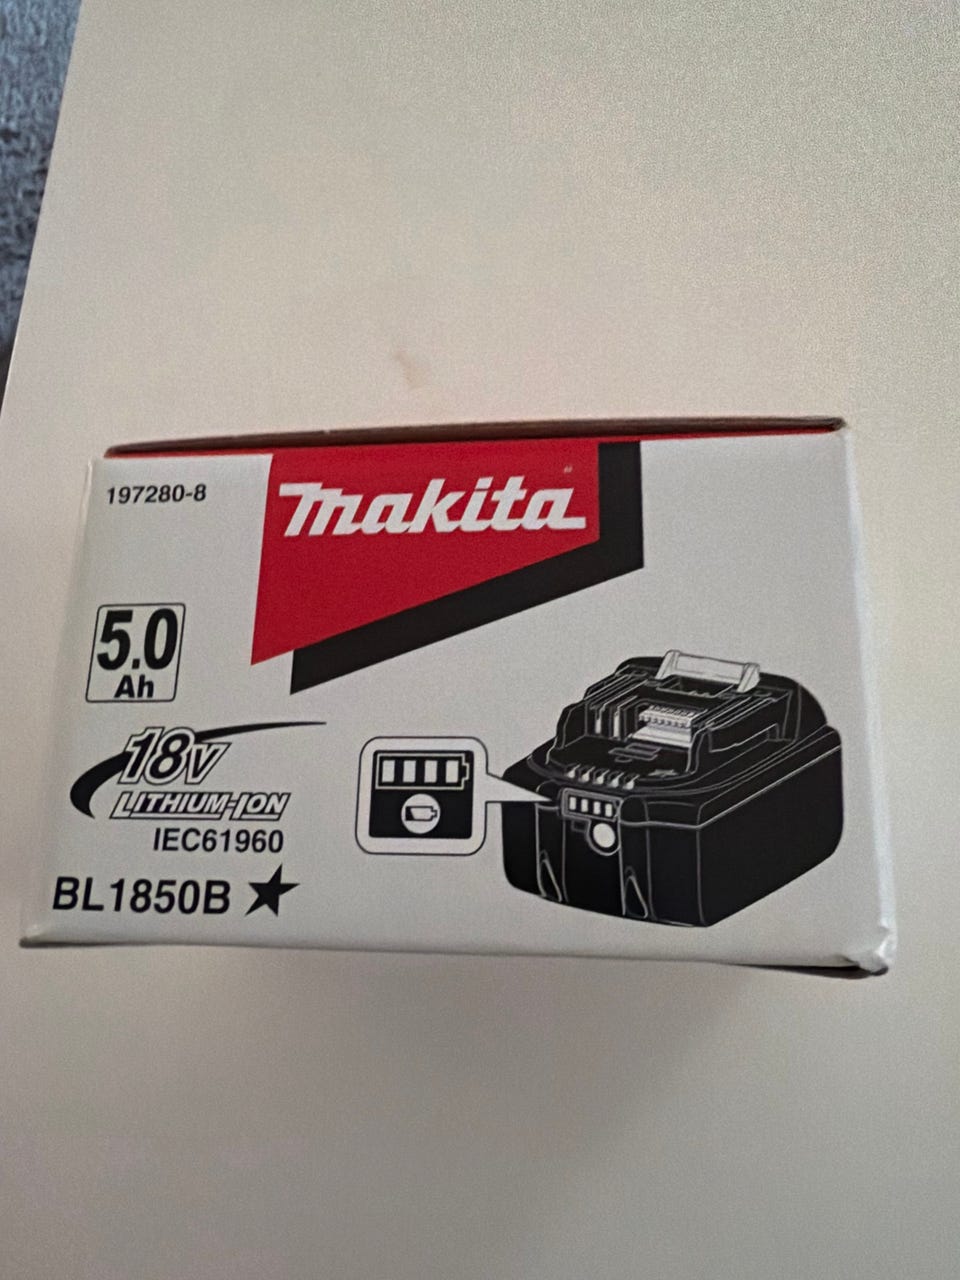 197280-8
makita
5.0
Ah
18V
LITHIUM-ION
IEC61960
BL1850B ★